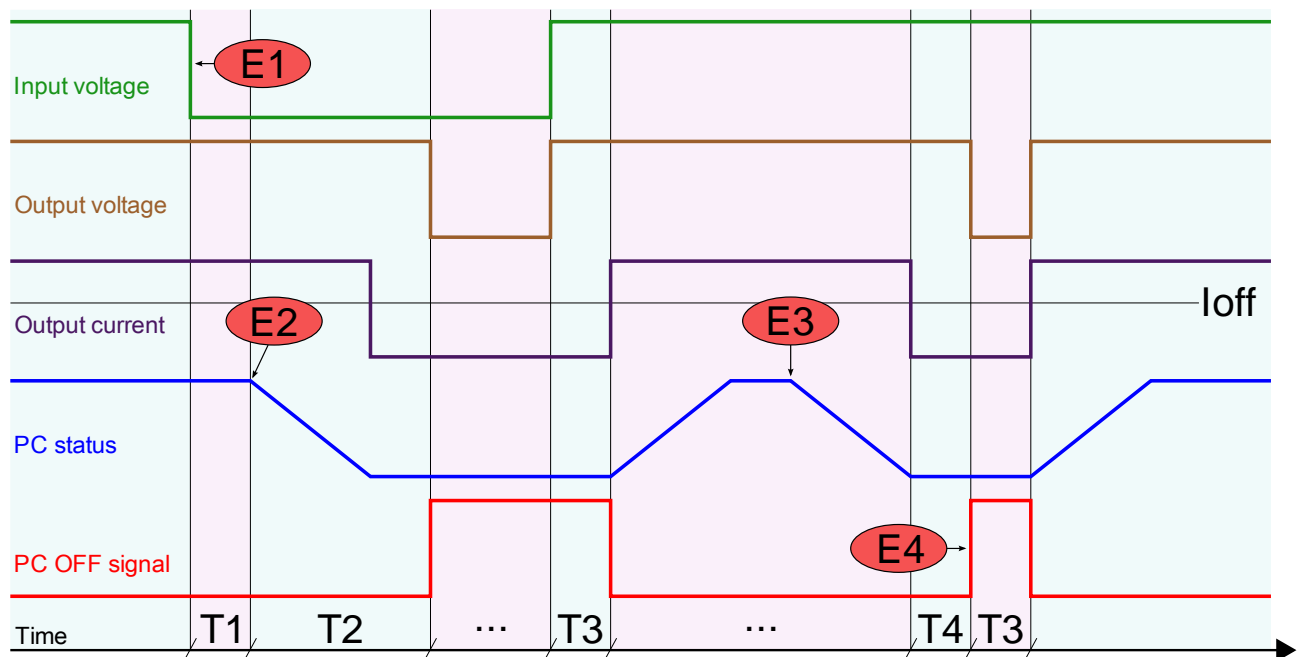 E1
Input voltage
Output voltage
Ioff
E2
E3
Output current
PC status
E4
PC OFF signal
Time
T1
T2
...
T3
...
T4
T3